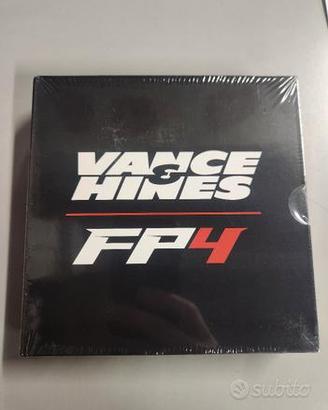 VANCE
&
HINES
FP4
subito